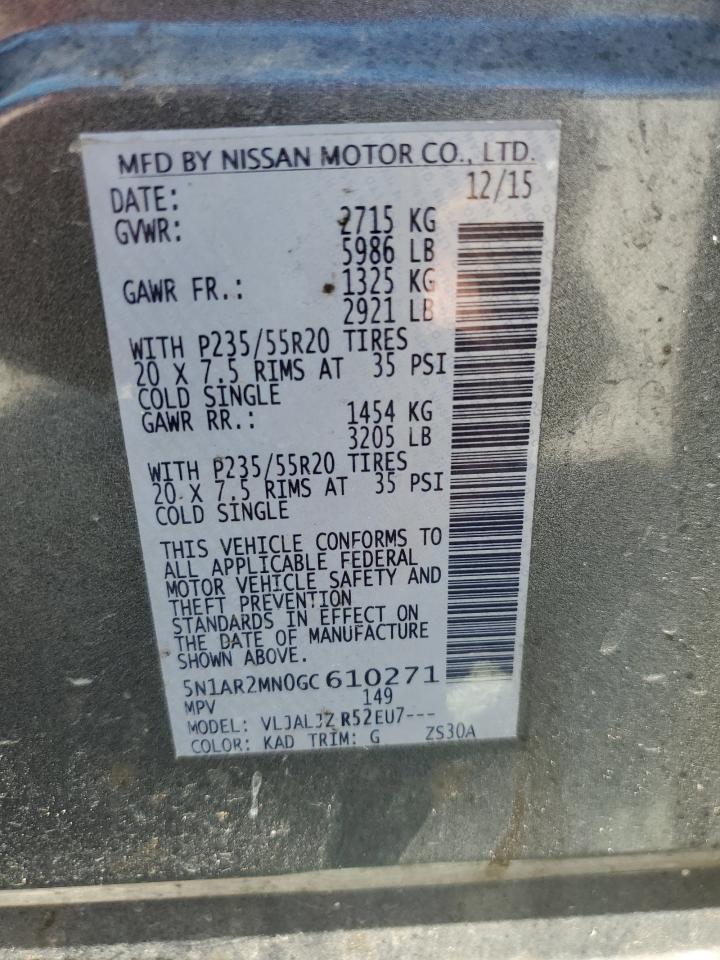 MFD BY NISSAN MOTOR CO., LTD.
DATE: 12/15
GVWR: 2715 KG
5986 LB
GAWR FR.: 1325 KG
2921 LB
WITH P235/55R20 TIRES
20 X 7.5 RIMS AT 35 PSI
COLD SINGLE
GAWR RR.: 1454 KG
3205 LB
WITH P235/55R20 TIRES
20 X 7.5 RIMS AT 35 PSI
COLD SINGLE
THIS VEHICLE CONFORMS TO
ALL APPLICABLE FEDERAL
MOTOR VEHICLE SAFETY AND
THEFT PREVENTION
STANDARDS IN EFFECT ON
THE DATE OF MANUFACTURE
SHOWN ABOVE.
5N1AR2MN0GC610271
MPV 149
MODEL: VLJALJZ R52EU7---
COLOR: KAD TRIM: G ZS30A